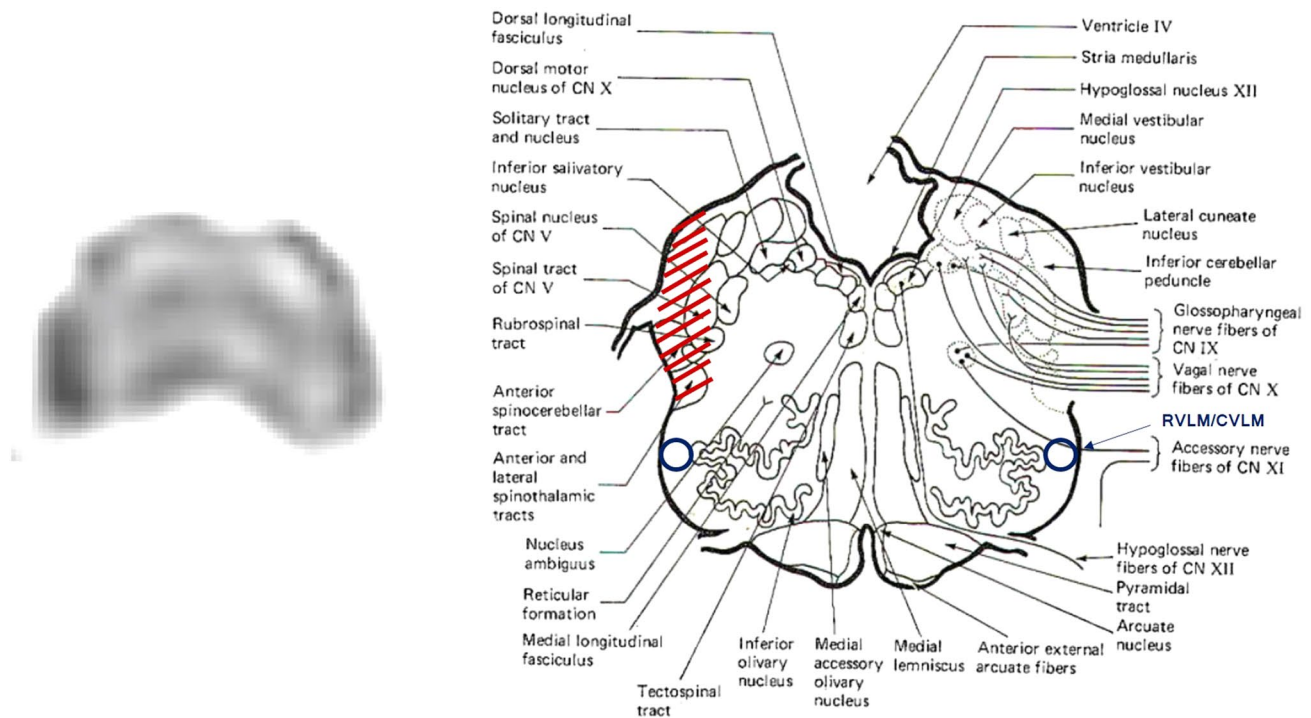 Dorsal longitudinal
fasciculus
Dorsal motor
nucleus of CN X
Solitary tract
and nucleus
Inferior salivatory
nucleus
Spinal nucleus
of CN V
Spinal tract
of CN V
Rubrospinal
tract
Anterior
spinocerebellar
tract
Anterior and
lateral
spinothalamic
tracts
Nucleus
ambiguus
Reticular
formation
Medial longitudinal
fasciculus
Tectospinal
tract
Inferior
olivary
nucleus
Medial
accessory
olivary
nucleus
Medial
lemniscus
Anterior external
arcuate fibers
Ventricle IV
Stria medullaris
Hypoglossal nucleus XII
Medial vestibular
nucleus
Inferior vestibular
nucleus
Lateral cuneate
nucleus
Inferior cerebellar
peduncle
Glossopharyngeal
nerve fibers of
CN IX
Vagal nerve
fibers of CN X
RVLM/CVLM
Accessory nerve
fibers of CN XI
Hypoglossal nerve
fibers of CN XII
Pyramidal
tract
Arcuate
nucleus